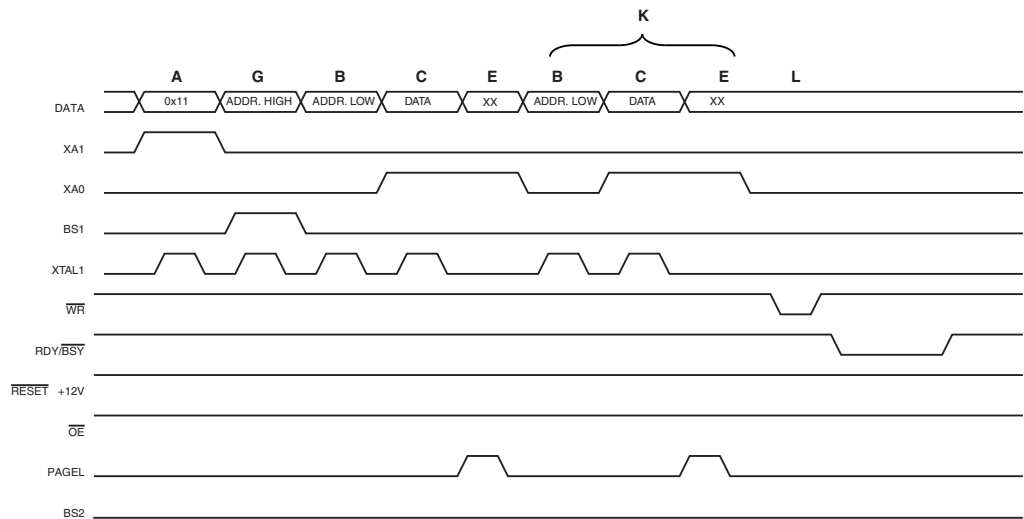 K
A G B C E B C E L
DATA 0x11 ADDR. HIGH ADDR. LOW DATA XX ADDR. LOW DATA XX
XA1
XA0
BS1
XTAL1
WR
RDY/BSY
RESET +12V
OE
PAGEL
BS2